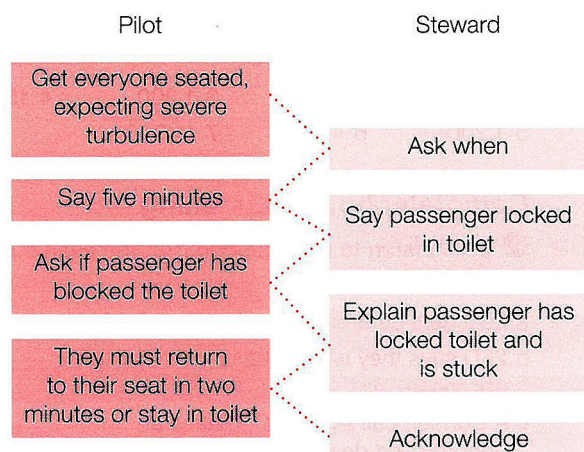 Pilot
Steward
Get everyone seated,
expecting severe
turbulence
Ask when
Say five minutes
Say passenger locked
in toilet
Ask if passenger has
blocked the toilet
Explain passenger has
locked toilet and
is stuck
They must return
to their seat in two
minutes or stay in toilet
Acknowledge